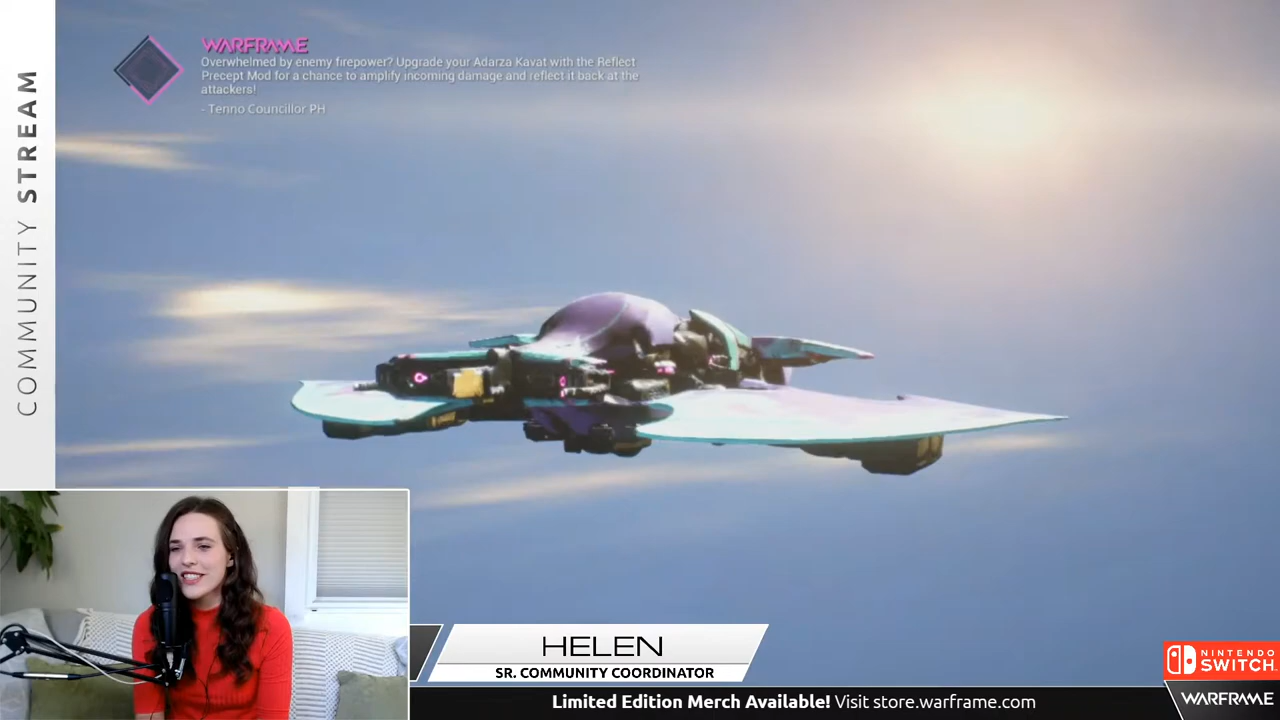 COMMUNITY STREAM
WARFRAME
Overwhelmed by enemy firepower? Upgrade your Adarza Kavat with the Reflect
Precept Mod for a chance to amplify incoming damage and reflect it back at the
attackers!
- Tenno Councillor PH
HELEN
SR. COMMUNITY COORDINATOR
Limited Edition Merch Available! Visit store.warframe.com
NINTENDO
SWITCH
WARFRAME